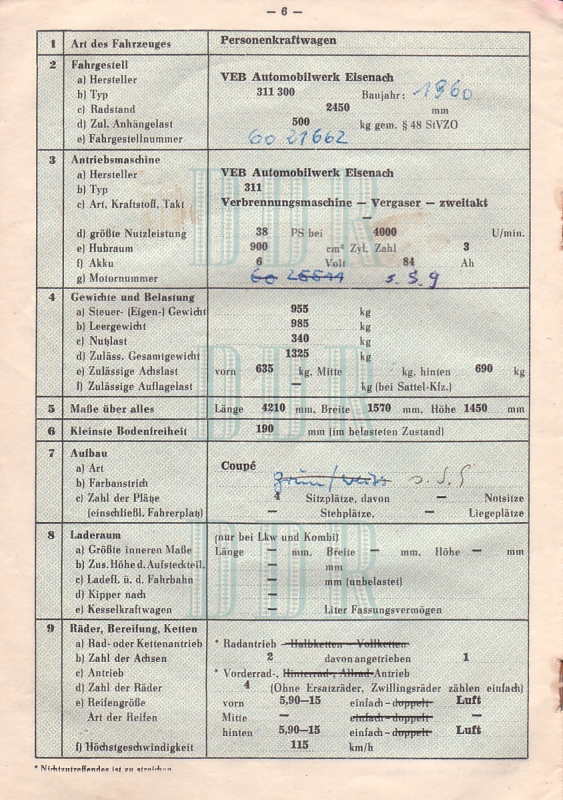 — 6 —
1 Art des Fahrzeuges Personenkraftwagen
2 Fahrgestell
a) Hersteller VEB Automobilwerk Eisenach
b) Typ 311 300 Baujahr: 1960
c) Radstand 2450 mm
d) Zul. Anhängelast 500 kg gem. § 48 StVZO
e) Fahrgestellnummer 60 21662
3 Antriebsmaschine
a) Hersteller VEB Automobilwerk Eisenach
b) Typ 311
c) Art, Kraftstoff, Takt Verbrennungsmaschine — Vergaser — zweitakt
—
d) größte Nutzleistung 38 PS bei 4000 U/min.
e) Hubraum 900 cm³ Zyl. Zahl 3
f) Akku 6 Volt 84 Ah
g) Motornummer 60 s. S. 9
4 Gewichte und Belastung
a) Steuer- (Eigen-) Gewicht 955 kg
b) Leergewicht 985 kg
c) Nutzlast 340 kg
d) Zuläss. Gesamtgewicht 1325 kg
e) Zulässige Achslast vorn 635 kg, Mitte kg, hinten 690 kg
f) Zulässige Auflagelast — kg (bei Sattel-Kfz.)
5 Maße über alles Länge 4210 mm, Breite 1570 mm, Höhe 1450 mm
6 Kleinste Bodenfreiheit 190 mm (im belasteten Zustand)
7 Aufbau
a) Art Coupé
b) Farbanstrich grün/weiss s. S. 9
c) Zahl der Plätze 4 Sitzplätze, davon — Notsitze
(einschließl. Fahrerplatz) — Stehplätze, — Liegeplätze
8 Laderaum (nur bei Lkw und Kombi)
a) Größte inneren Maße Länge — mm, Breite — mm, Höhe — mm
b) Zus. Höhe d. Aufsteckteil. — mm
c) Ladefl. ü. d. Fahrbahn — mm (unbelastet)
d) Kipper nach —
e) Kesselkraftwagen — Liter Fassungsvermögen
9 Räder, Bereifung, Ketten
a) Rad- oder Kettenantrieb * Radantrieb — Halbketten — Vollketten
b) Zahl der Achsen 2 davon angetrieben 1
c) Antrieb * Vorderrad-, Hinterrad-, Allrad-Antrieb
d) Zahl der Räder 4 (Ohne Ersatzräder, Zwillingsräder zählen einfach)
e) Reifengröße vorn 5,90—15 einfach — doppelt Luft
Art der Reifen Mitte — einfach — doppelt —
hinten 5,90—15 einfach — doppelt Luft
f) Höchstgeschwindigkeit 115 km/h
* Nichtzutreffendes ist zu streichen
DDR
DDR
DDR